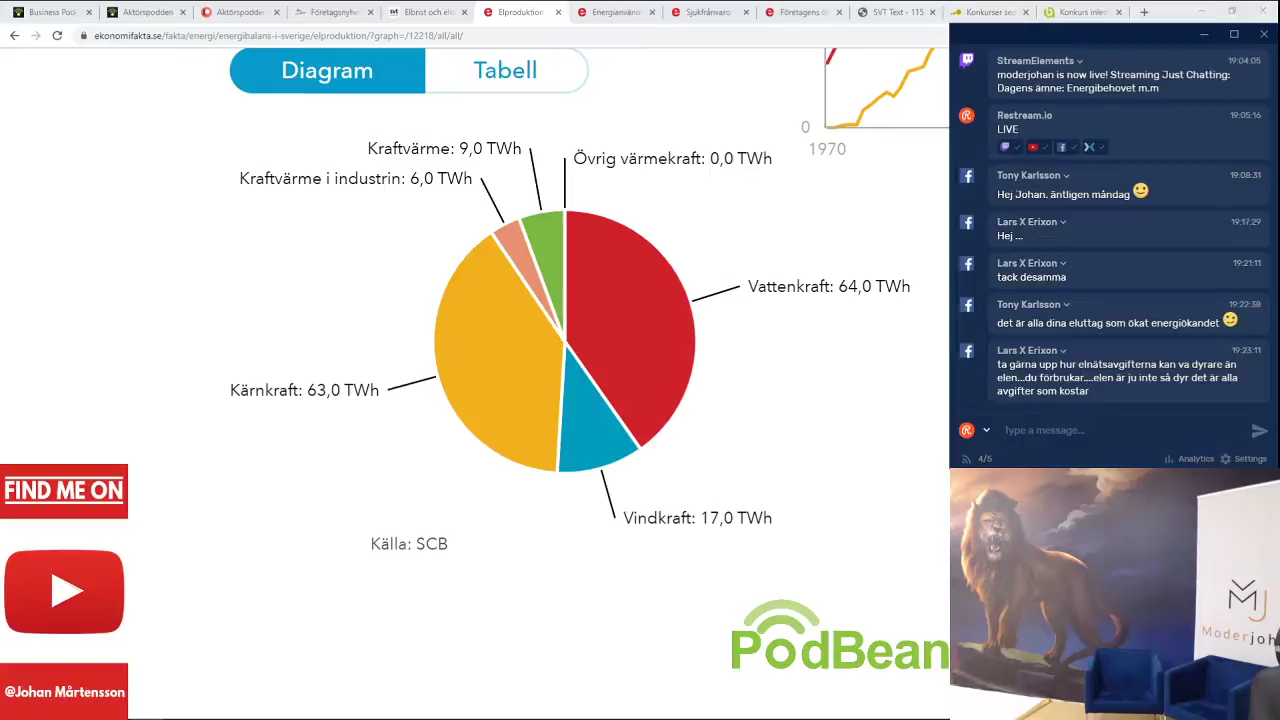 Business Pod
Aktörspodden
Aktörspodden
Företagsnyhe
Elbrist och elö
Elproduktion
Energianvän
Sjukfrånvaro
Företagens ö
SVT Text - 115
Konkurser seg
Konkurs inlen
ekonomifakta.se/fakta/energi/energibalans-i-sverige/elproduktion/?graph=/12218/all/all/
Diagram
Tabell
0
1970
Kraftvärme: 9,0 TWh
Övrig värmekraft: 0,0 TWh
Kraftvärme i industrin: 6,0 TWh
Vattenkraft: 64,0 TWh
Kärnkraft: 63,0 TWh
Vindkraft: 17,0 TWh
Källa: SCB
FIND ME ON
@Johan Mårtensson
PodBean
StreamElements
19:04:05
moderjohan is now live! Streaming Just Chatting:
Dagens ämne: Energibehovet m.m
Restream.io
19:05:16
LIVE
Tony Karlsson
19:08:31
Hej Johan. äntligen måndag
Lars X Erixon
19:17:29
Hej ...
Lars X Erixon
19:21:11
tack desamma
Tony Karlsson
19:22:38
det är alla dina eluttag som ökat energiökandet
Lars X Erixon
19:23:11
ta gärna upp hur elnätsavgifterna kan va dyrare än
elen...du förbrukar....elen är ju inte så dyr det är alla
avgifter som kostar
Type a message...
4/5
Analytics
Settings
MJ
Moderjoh